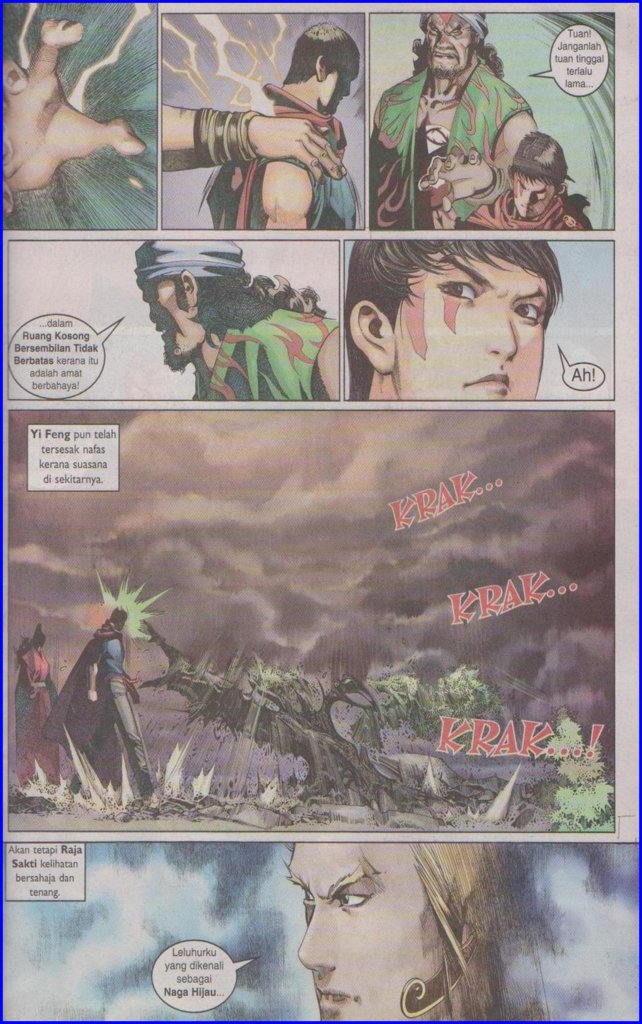 Tuan!
Janganlah
tuan tinggal
terlalu
lama...
...dalam
Ruang Kosong
Bersembilan Tidak
Berbatas kerana itu
adalah amat
berbahaya!
Ah!
Yi Feng pun telah
tersesak nafas
kerana suasana
di sekitarnya.
KRAK...
KRAK...
KRAK....!
Akan tetapi Raja
Sakti kelihatan
bersahaja dan
tenang.
Leluhurku
yang dikenali
sebagai
Naga Hijau...